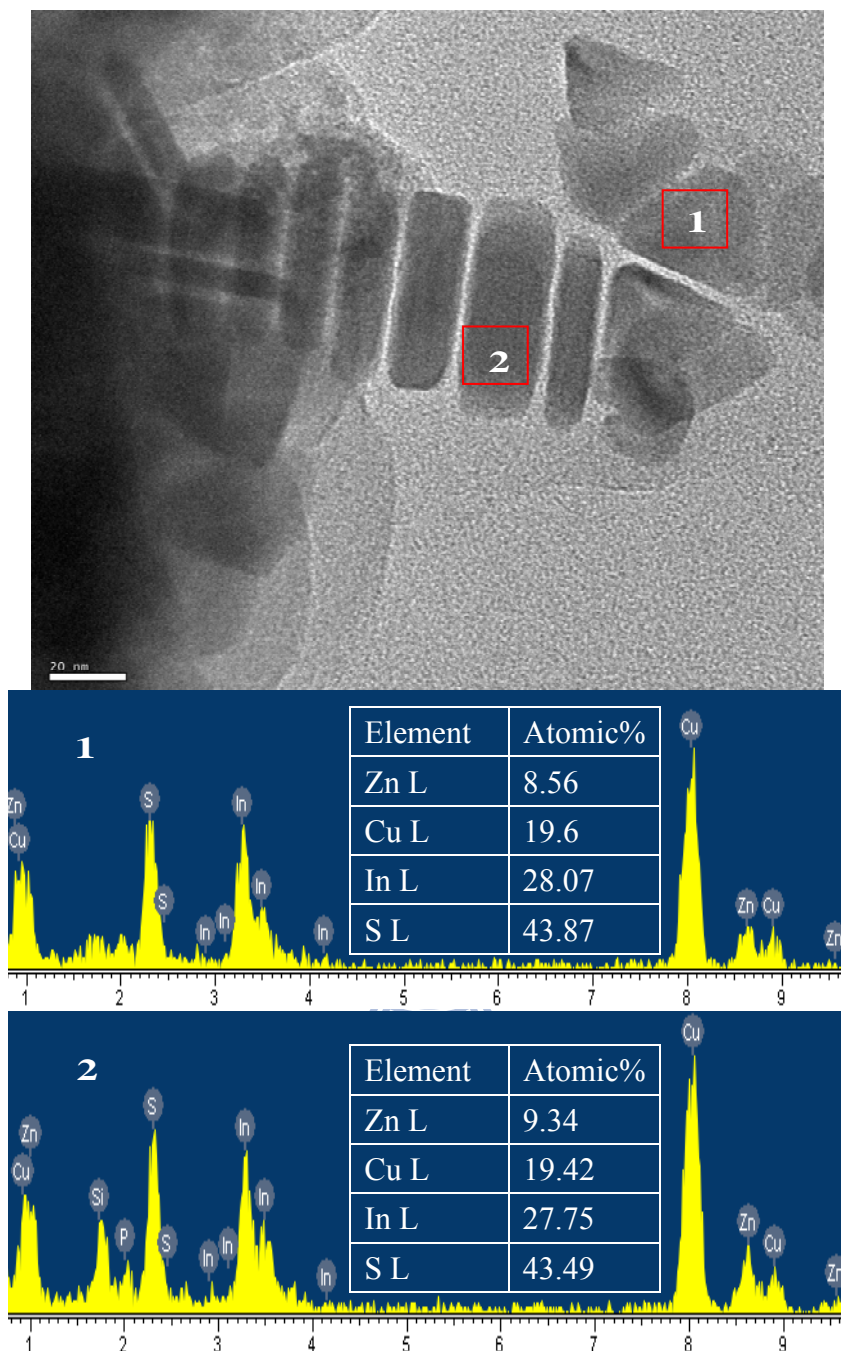 1
2
20 nm
1
Element Atomic%
Zn L 8.56
Cu L 19.6
In L 28.07
S L 43.87
Zn
Cu
S
S
In
In
In
In
In
Cu
Zn
Cu
Zn
1 2 3 4 5 6 7 8 9
2
Element Atomic%
Zn L 9.34
Cu L 19.42
In L 27.75
S L 43.49
Zn
Cu
Si
P
S
S
In
In
In
In
In
Cu
Zn
Cu
Zn
1 2 3 4 5 6 7 8 9